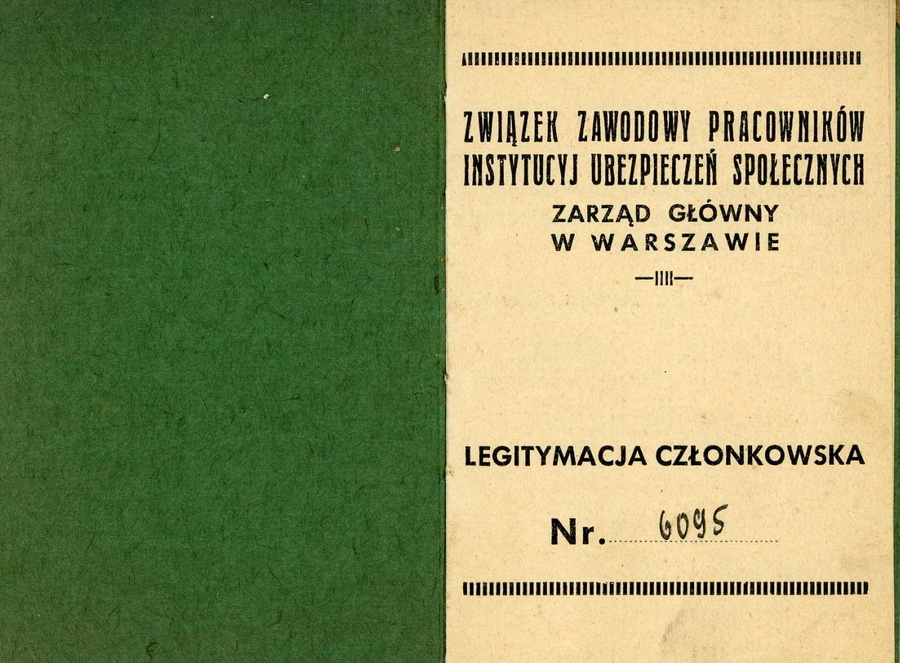 ZWIĄZEK ZAWODOWY PRACOWNIKÓW
INSTYTUCYJ UBEZPIECZEŃ SPOŁECZNYCH
ZARZĄD GŁÓWNY
W WARSZAWIE
LEGITYMACJA CZŁONKOWSKA
Nr. 6095